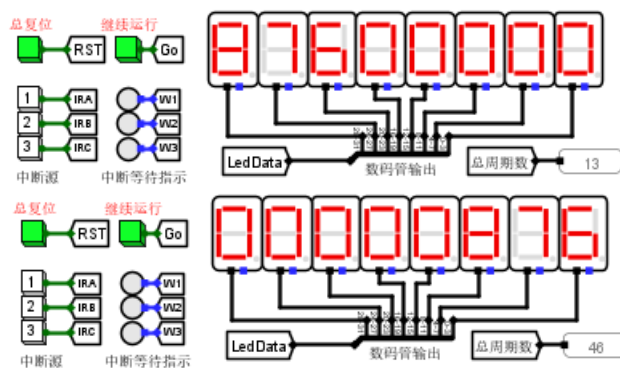 总复位 继续运行
RST Go
87600000
1 IRA W1
2 IRB W2
3 IRC W3
中断源 中断等待指示
LedData 数码管输出 总周期数 13
总复位 继续运行
RST Go
00000876
1 IRA W1
2 IRB W2
3 IRC W3
中断源 中断等待指示
LedData 数码管输出 总周期数 46